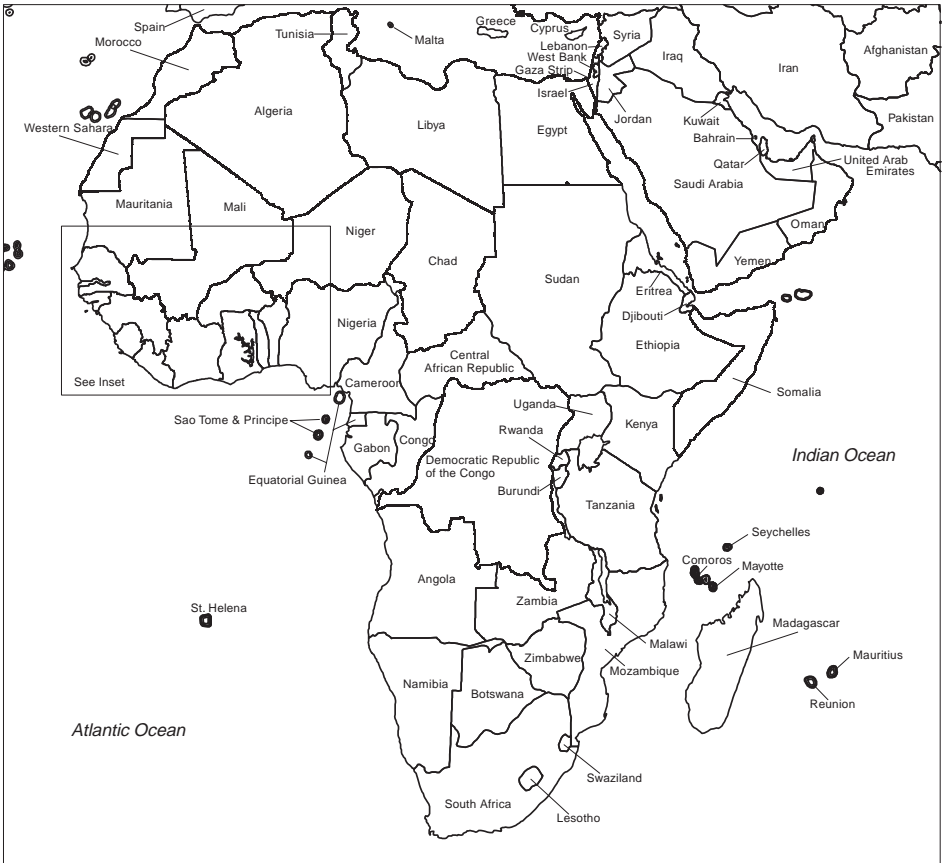 Spain
Morocco
Tunisia
Malta
Greece
Cyprus
Lebanon
West Bank
Gaza Strip
Israel
Syria
Iraq
Iran
Afghanistan
Pakistan
Jordan
Kuwait
Bahrain
Qatar
United Arab
Emirates
Saudi Arabia
Oman
Yemen
Western Sahara
Algeria
Libya
Egypt
Mauritania
Mali
Niger
Chad
Sudan
Eritrea
Djibouti
Ethiopia
Somalia
Nigeria
See Inset
Cameroon
Central
African Republic
Sao Tome & Principe
Equatorial Guinea
Gabon
Congo
Democratic Republic
of the Congo
Uganda
Rwanda
Burundi
Kenya
Tanzania
Indian Ocean
Seychelles
Comoros
Mayotte
Angola
Zambia
Malawi
Mozambique
Madagascar
Mauritius
Reunion
St. Helena
Zimbabwe
Namibia
Botswana
Atlantic Ocean
Swaziland
South Africa
Lesotho